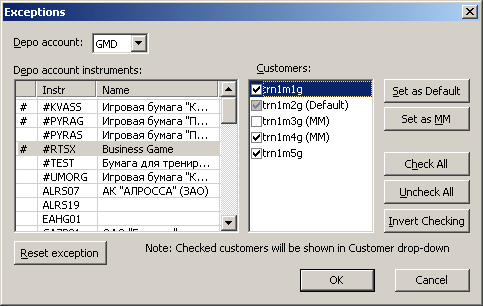 Exceptions
Depo account: GMD
Depo account instruments:
Customers:
Instr Name
# #KVASS Игровая бумага "К...
# #PYRAG Игровая бумага "П...
#PYRAS Игровая бумага "П...
# #RTSX Business Game
#TEST Бумага для тренир...
#UMORG Игровая бумага "К...
ALRS07 АК "АЛРОССА" (ЗАО)
ALRS19
EAHG01
trn1m1g
trn1m2g (Default)
trn1m3g (MM)
trn1m4g (MM)
trn1m5g
Set as Default
Set as MM
Check All
Uncheck All
Invert Checking
Reset exception
Note: Checked customers will be shown in Customer drop-down
OK
Cancel